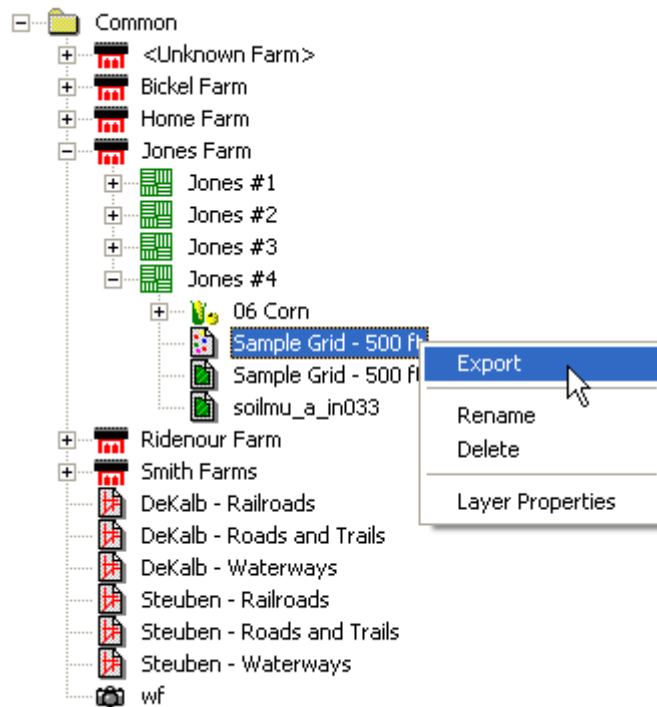 Common
<Unknown Farm>
Bickel Farm
Home Farm
Jones Farm
Jones #1
Jones #2
Jones #3
Jones #4
06 Corn
Sample Grid - 500 ft
Export
Sample Grid - 500 f
Rename
soilmu_a_in033
Delete
Ridenour Farm
Smith Farms
Layer Properties
DeKalb - Railroads
DeKalb - Roads and Trails
DeKalb - Waterways
Steuben - Railroads
Steuben - Roads and Trails
Steuben - Waterways
wf